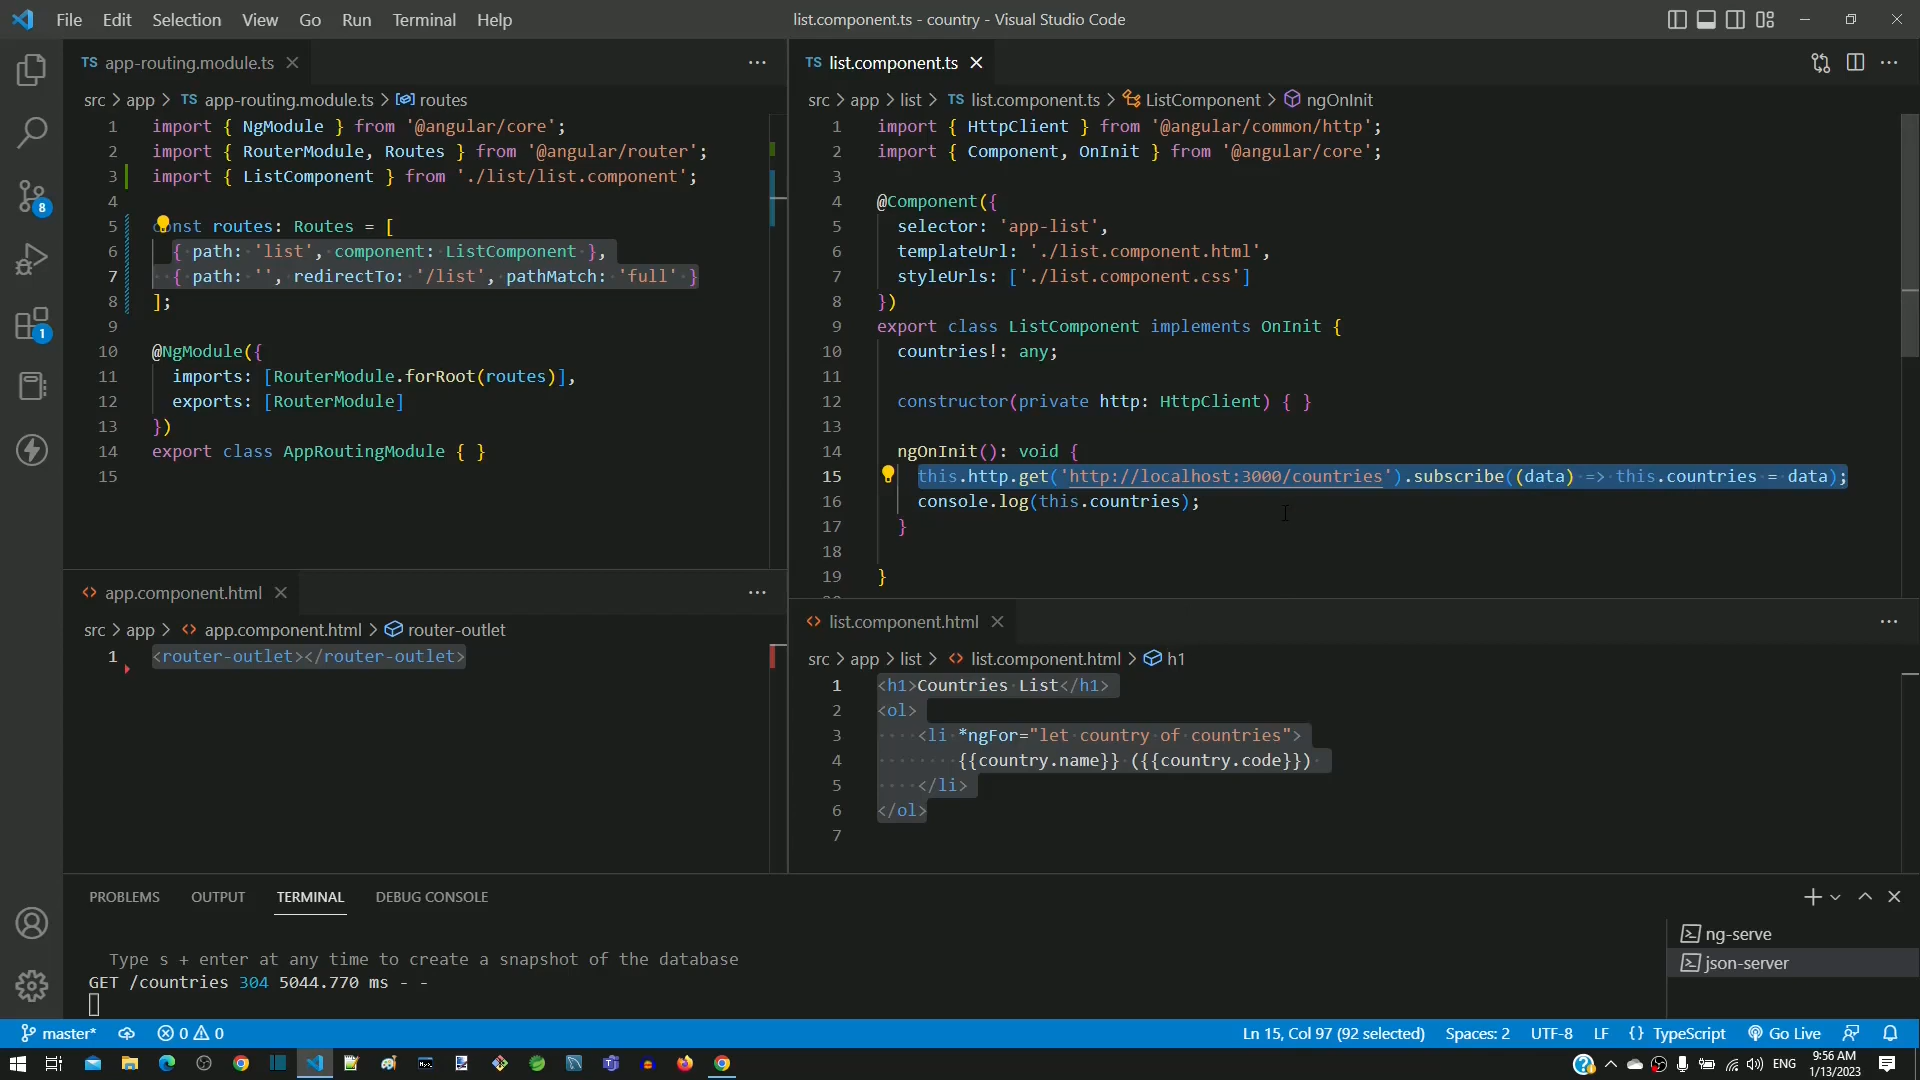 File Edit Selection View Go Run Terminal Help
list.component.ts - country - Visual Studio Code
8
1
TS app-routing.module.ts
src > app > TS app-routing.module.ts > routes
1 import { NgModule } from '@angular/core';
2 import { RouterModule, Routes } from '@angular/router';
3 import { ListComponent } from './list/list.component';
4
5 const routes: Routes = [
6 { path: 'list', component: ListComponent },
7 { path: '', redirectTo: '/list', pathMatch: 'full' }
8 ];
9
10 @NgModule({
11 imports: [RouterModule.forRoot(routes)],
12 exports: [RouterModule]
13 })
14 export class AppRoutingModule { }
15
TS list.component.ts
src > app > list > TS list.component.ts > ListComponent > ngOnInit
1 import { HttpClient } from '@angular/common/http';
2 import { Component, OnInit } from '@angular/core';
3
4 @Component({
5 selector: 'app-list',
6 templateUrl: './list.component.html',
7 styleUrls: ['./list.component.css']
8 })
9 export class ListComponent implements OnInit {
10 countries!: any;
11
12 constructor(private http: HttpClient) { }
13
14 ngOnInit(): void {
15 this.http.get('http://localhost:3000/countries').subscribe((data) => this.countries = data);
16 console.log(this.countries);
17 }
18
19 }
app.component.html
src > app > app.component.html > router-outlet
1 <router-outlet></router-outlet>
list.component.html
src > app > list > list.component.html > h1
1 <h1>Countries List</h1>
2 <ol>
3 <li *ngFor="let country of countries">
4 {{country.name}} ({{country.code}})
5 </li>
6 </ol>
7
PROBLEMS OUTPUT TERMINAL DEBUG CONSOLE
Type s + enter at any time to create a snapshot of the database
GET /countries 304 5044.770 ms - -
ng-serve
json-server
master* 0 0 Ln 15, Col 97 (92 selected) Spaces: 2 UTF-8 LF {} TypeScript Go Live
ENG 9:56 AM
1/13/2023